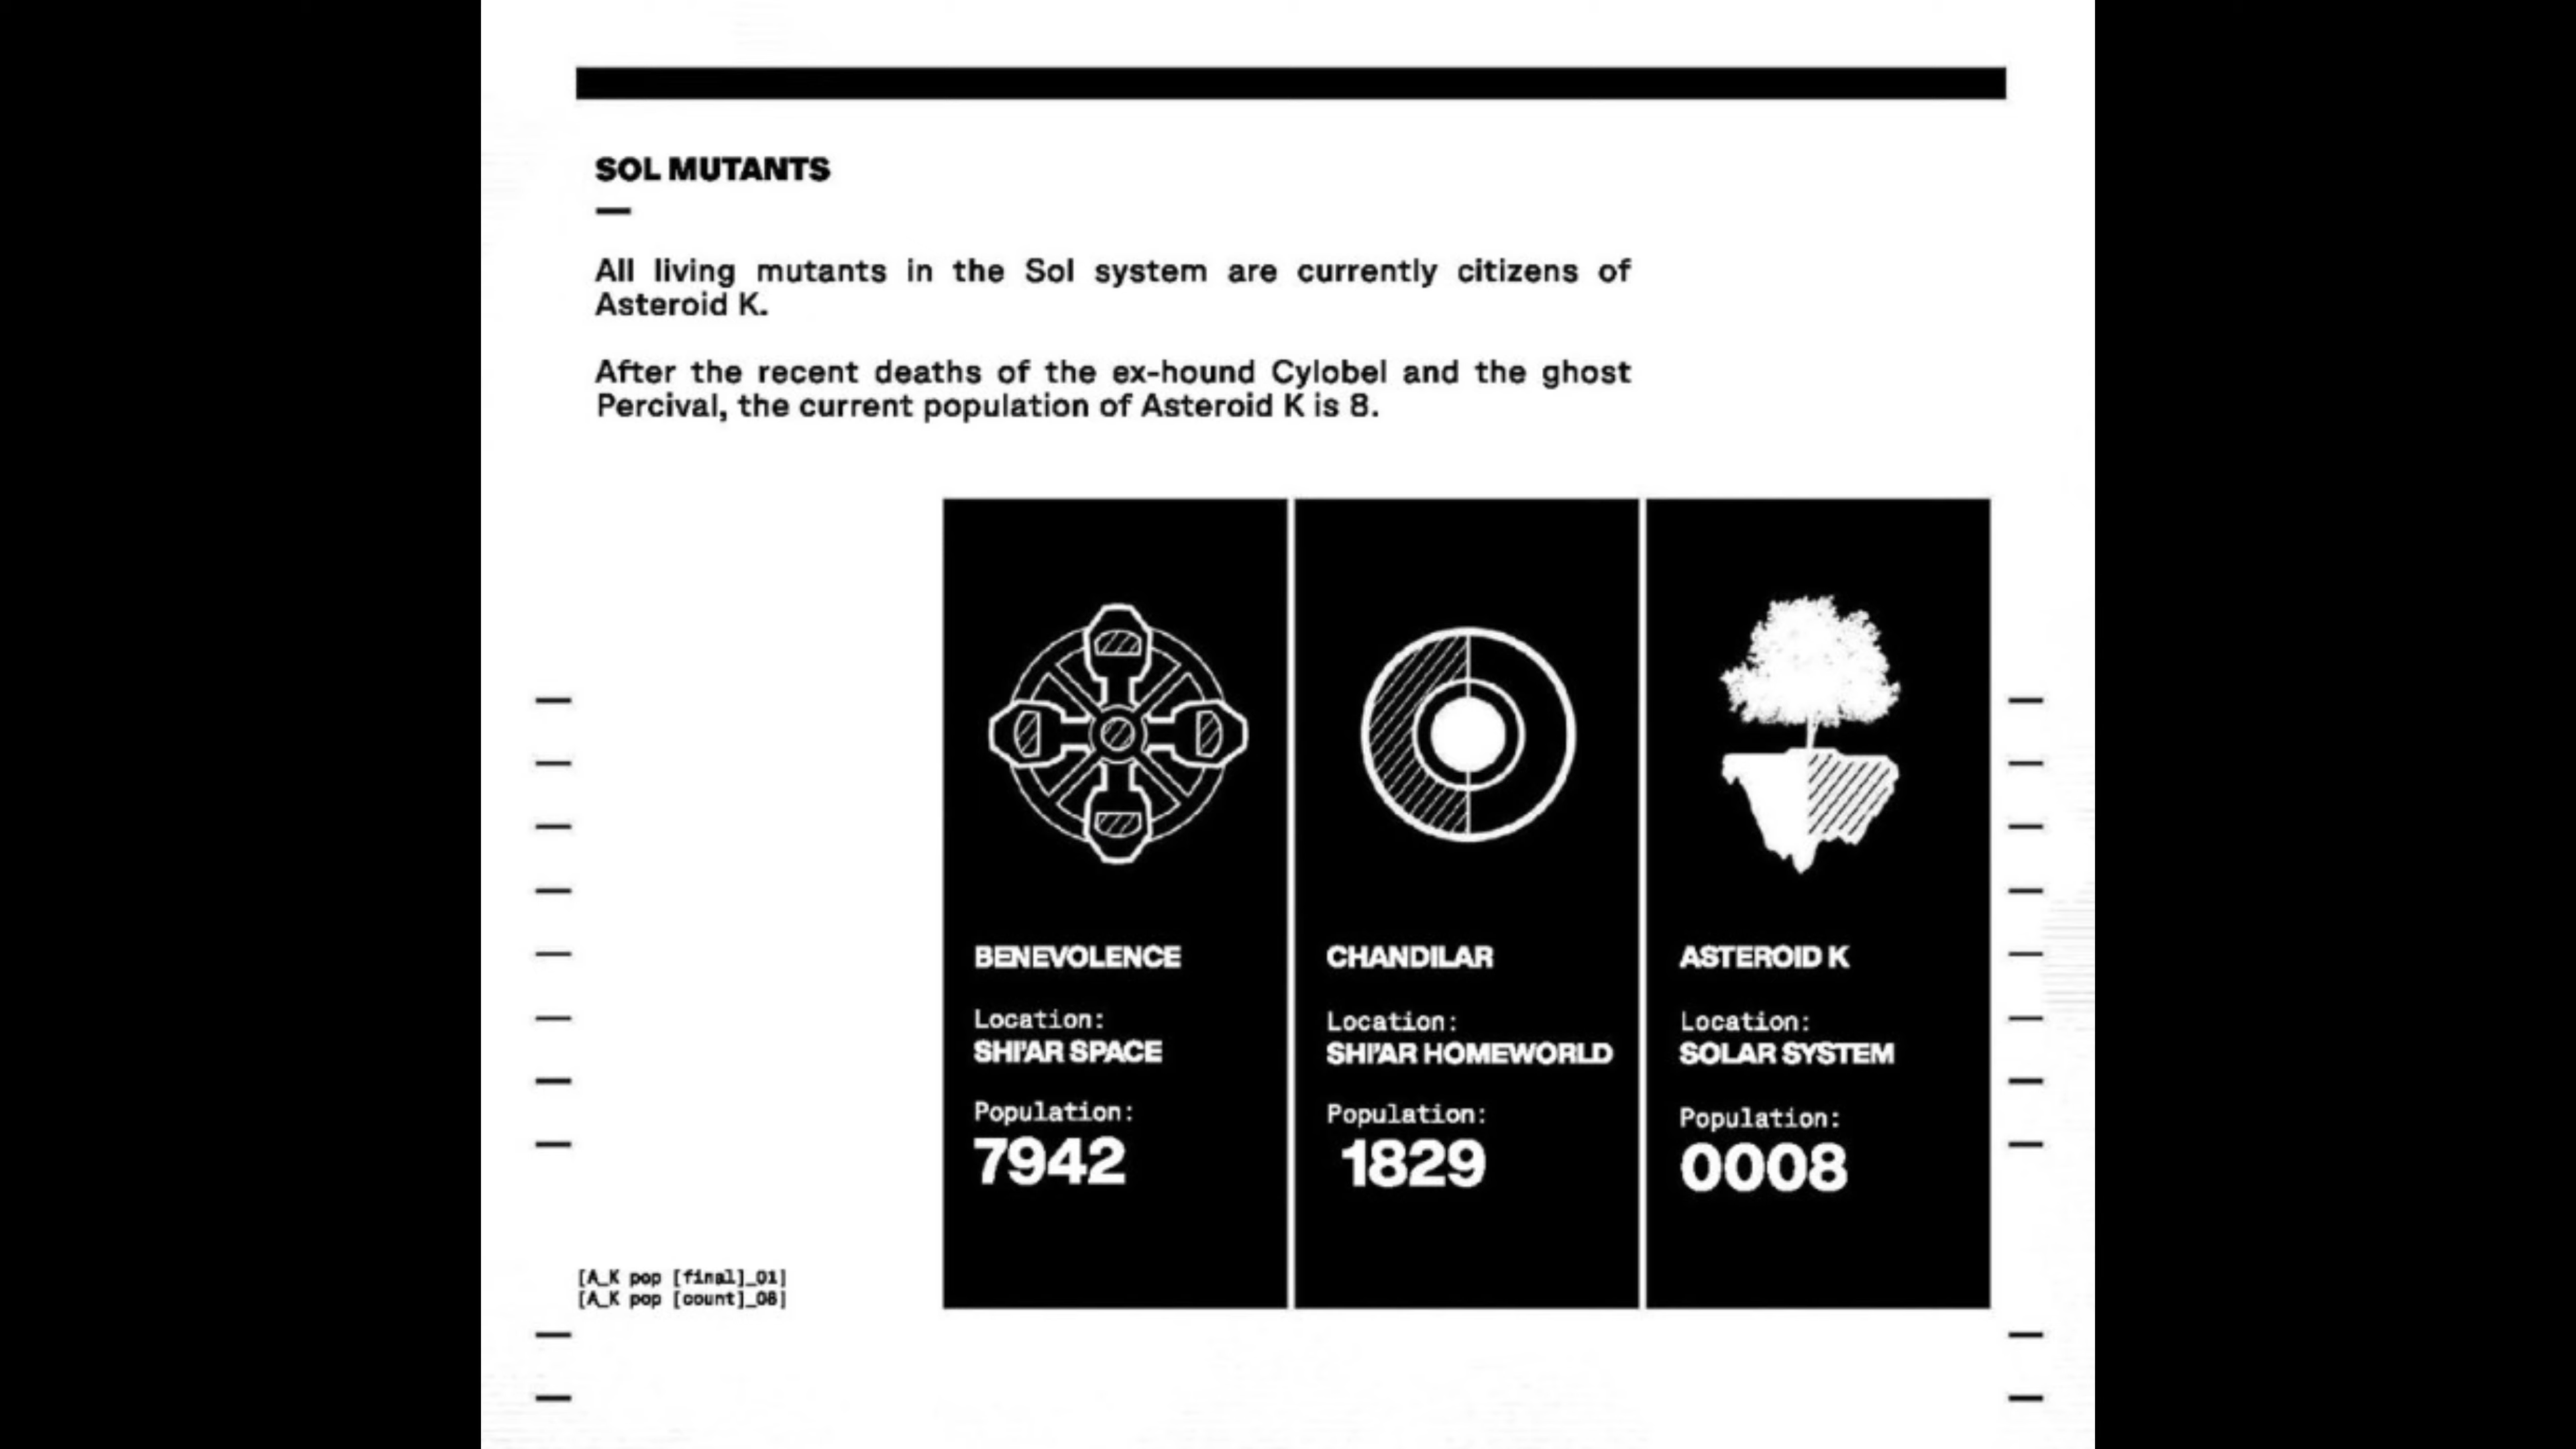 SOL MUTANTS
All living mutants in the Sol system are currently citizens of
Asteroid K.
After the recent deaths of the ex-hound Cylobel and the ghost
Percival, the current population of Asteroid K is 8.
BENEVOLENCE
Location:
SHI'AR SPACE
Population:
7942
CHANDILAR
Location:
SHI'AR HOMEWORLD
Population:
1829
ASTEROID K
Location:
SOLAR SYSTEM
Population:
0008
[A_K pop [final]_01]
[A_K pop [count]_08]